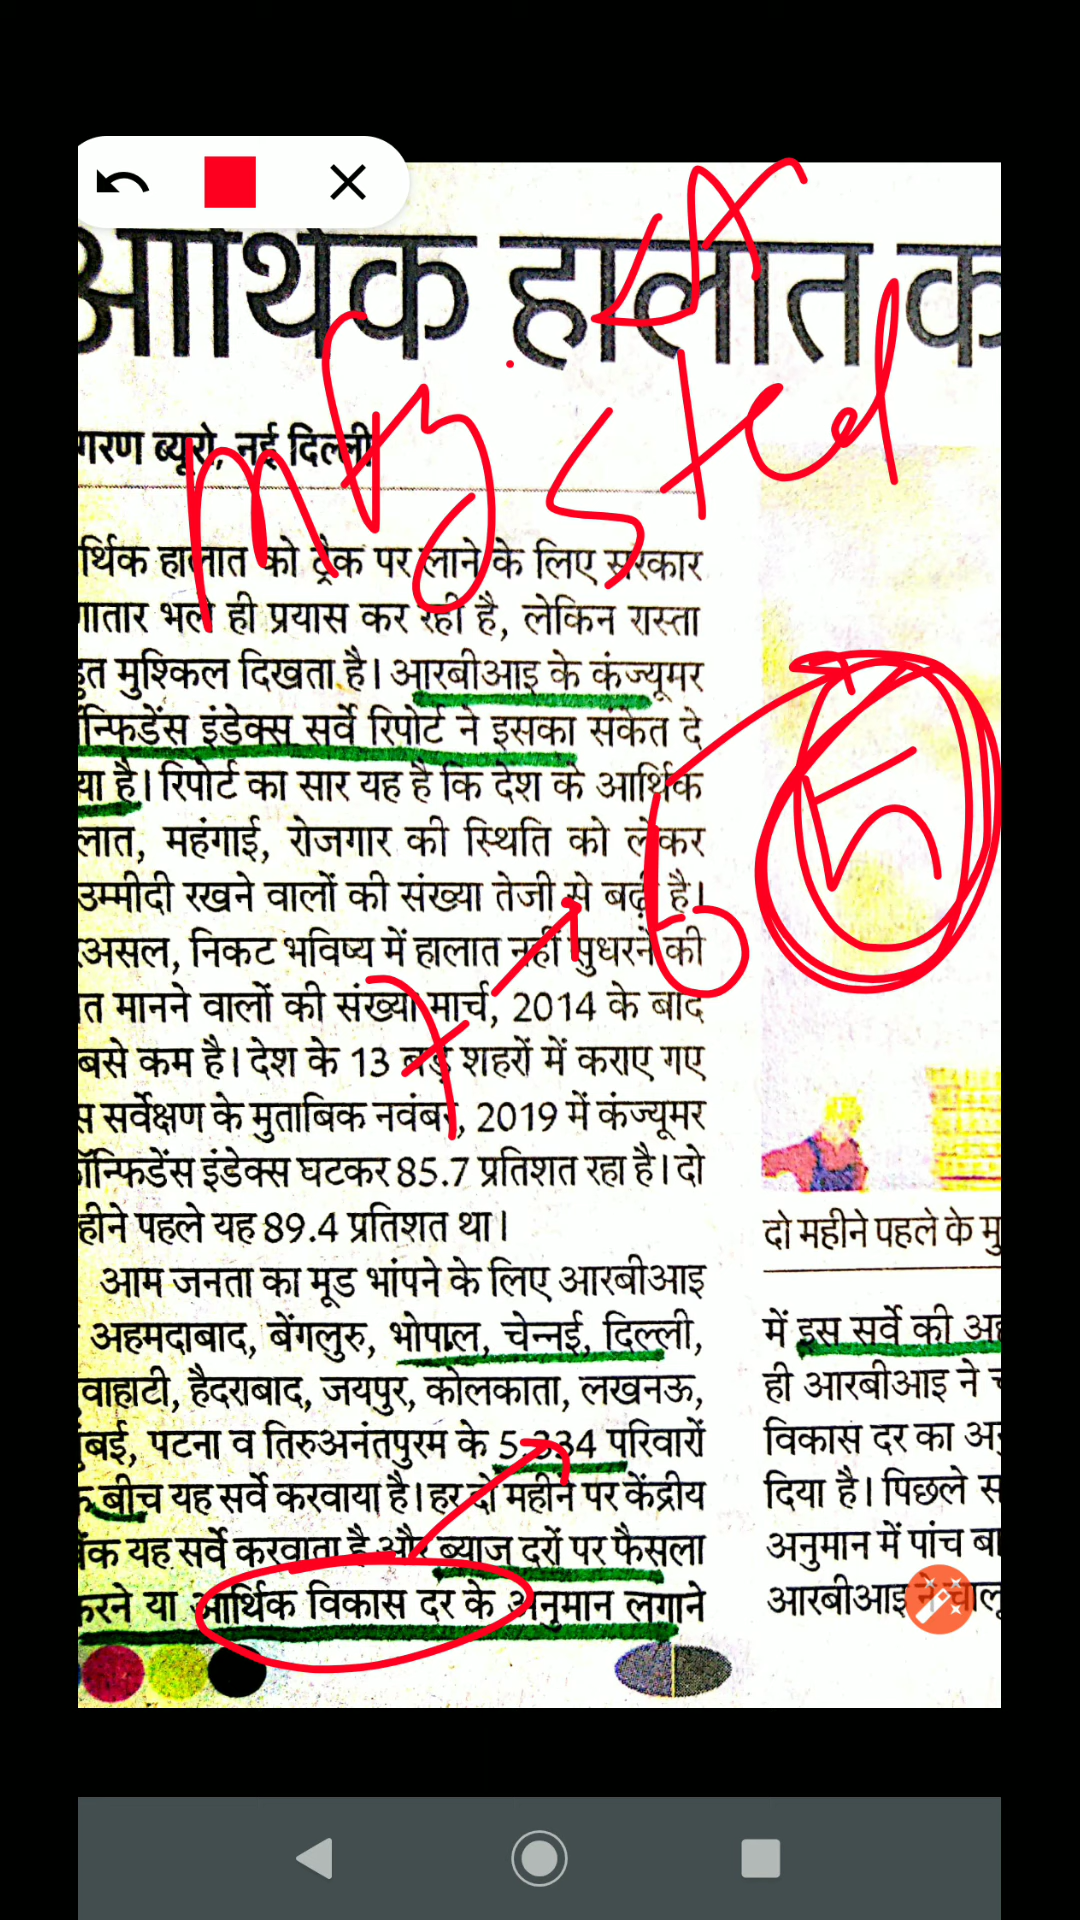 आर्थिक हालात क
गरण ब्यूरो, नई दिल्ली
र्थिक हालात को ट्रैक पर लाने के लिए सरकार
गातार भले ही प्रयास कर रही है, लेकिन रास्ता
हुत मुश्किल दिखता है। आरबीआइ के कंज्यूमर
न्फिडेंस इंडेक्स सर्वे रिपोर्ट ने इसका संकेत दे
या है। रिपोर्ट का सार यह है कि देश के आर्थिक
लात, महंगाई, रोजगार की स्थिति को लेकर
उम्मीदी रखने वालों की संख्या तेजी से बढ़ी है।
असल, निकट भविष्य में हालात नहीं सुधरने की
त मानने वालों की संख्या मार्च, 2014 के बाद
बसे कम है। देश के 13 बड़े शहरों में कराए गए
स सर्वेक्षण के मुताबिक नवंबर, 2019 में कंज्यूमर
ॉन्फिडेंस इंडेक्स घटकर 85.7 प्रतिशत रहा है। दो
हीने पहले यह 89.4 प्रतिशत था।
आम जनता का मूड भांपने के लिए आरबीआइ
अहमदाबाद, बेंगलुरु, भोपाल, चेन्नई, दिल्ली,
वाहाटी, हैदराबाद, जयपुर, कोलकाता, लखनऊ,
ुंबई, पटना व तिरुअनंतपुरम के 5,334 परिवारों
के बीच यह सर्वे करवाया है। हर दो महीने पर केंद्रीय
ैंक यह सर्वे करवाता है और ब्याज दरों पर फैसला
करने या आर्थिक विकास दर के अनुमान लगाने
दो महीने पहले के मु
में इस सर्वे की अह
ही आरबीआइ ने च
विकास दर का अनु
दिया है। पिछले स
अनुमान में पांच बा
आरबीआइ ने चालू